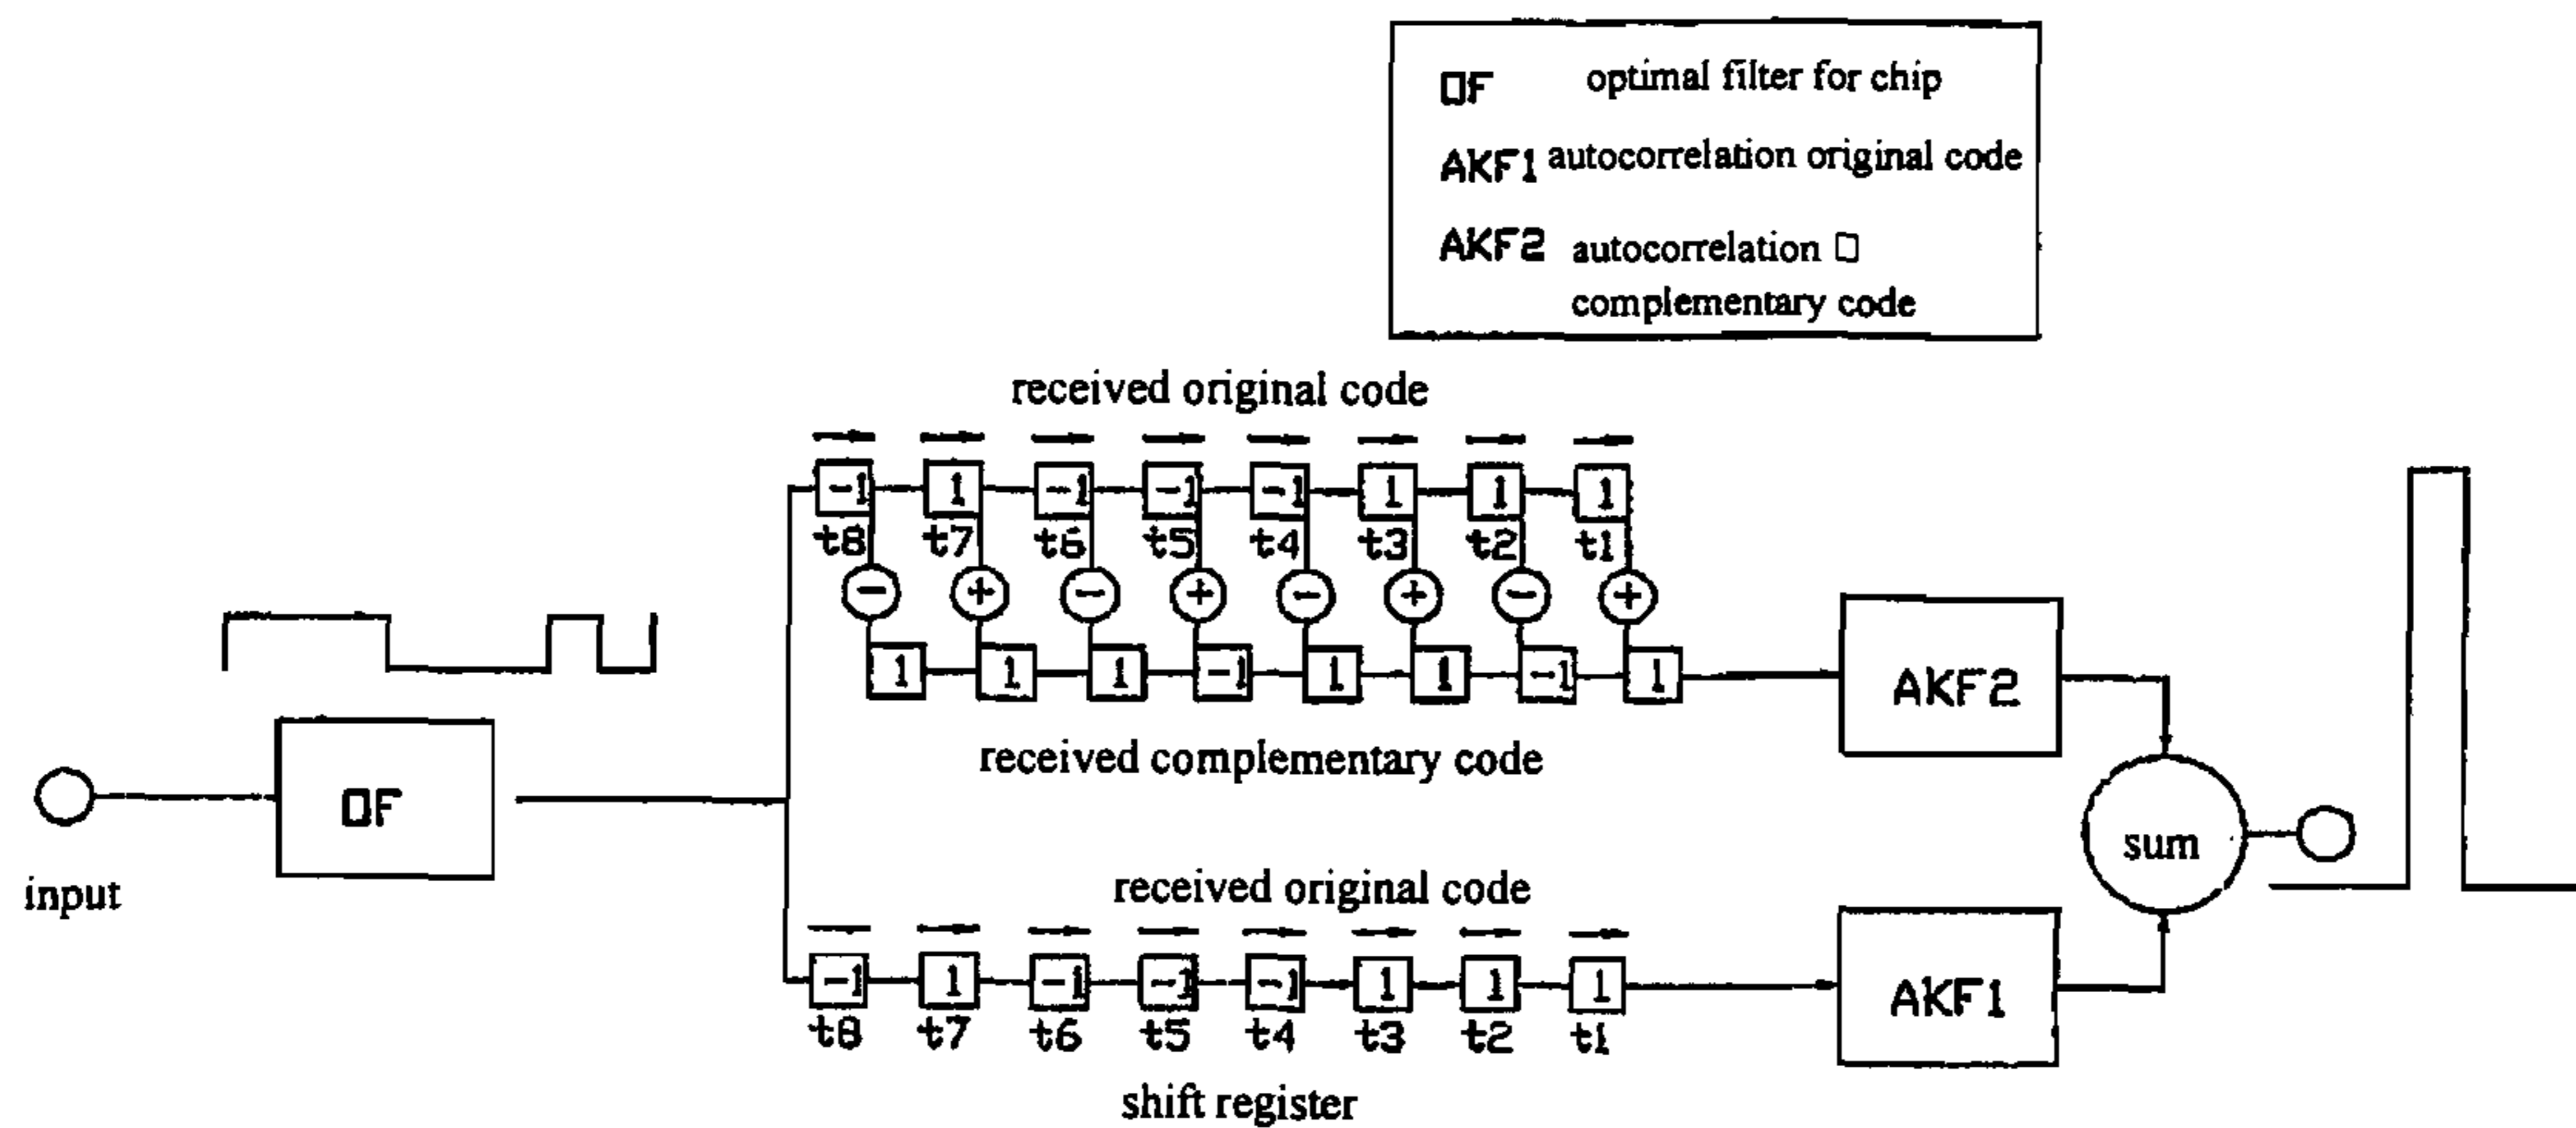 OF optimal filter for chip
AKF1 autocorrelation original code
AKF2 autocorrelation
complementary code
received original code
-1 1 -1 -1 -1 1 1 1
t8 t7 t6 t5 t4 t3 t2 t1
- + - + - + - +
1 1 1 -1 1 1 -1 1
received complementary code
AKF2
OF
input
sum
received original code
-1 1 -1 -1 -1 1 1 1
t8 t7 t6 t5 t4 t3 t2 t1
AKF1
shift register